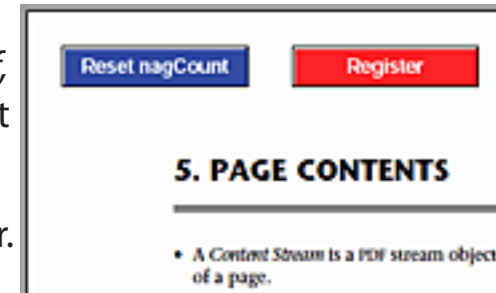 f,
Reset nagCount
Register
t
5. PAGE CONTENTS
r.
• A Content Stream is a PDF stream object
of a page.